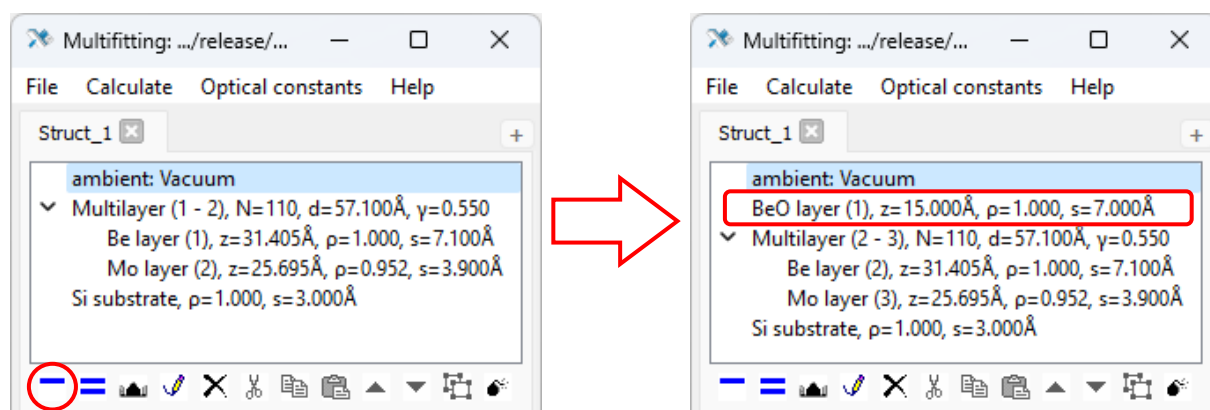 Multifitting: .../release/...
File Calculate Optical constants Help
Struct_1
+
ambient: Vacuum
Multilayer (1 - 2), N=110, d=57.100Å, γ=0.550
Be layer (1), z=31.405Å, ρ=1.000, s=7.100Å
Mo layer (2), z=25.695Å, ρ=0.952, s=3.900Å
Si substrate, ρ=1.000, s=3.000Å
Multifitting: .../release/...
File Calculate Optical constants Help
Struct_1
+
ambient: Vacuum
BeO layer (1), z=15.000Å, ρ=1.000, s=7.000Å
Multilayer (2 - 3), N=110, d=57.100Å, γ=0.550
Be layer (2), z=31.405Å, ρ=1.000, s=7.100Å
Mo layer (3), z=25.695Å, ρ=0.952, s=3.900Å
Si substrate, ρ=1.000, s=3.000Å